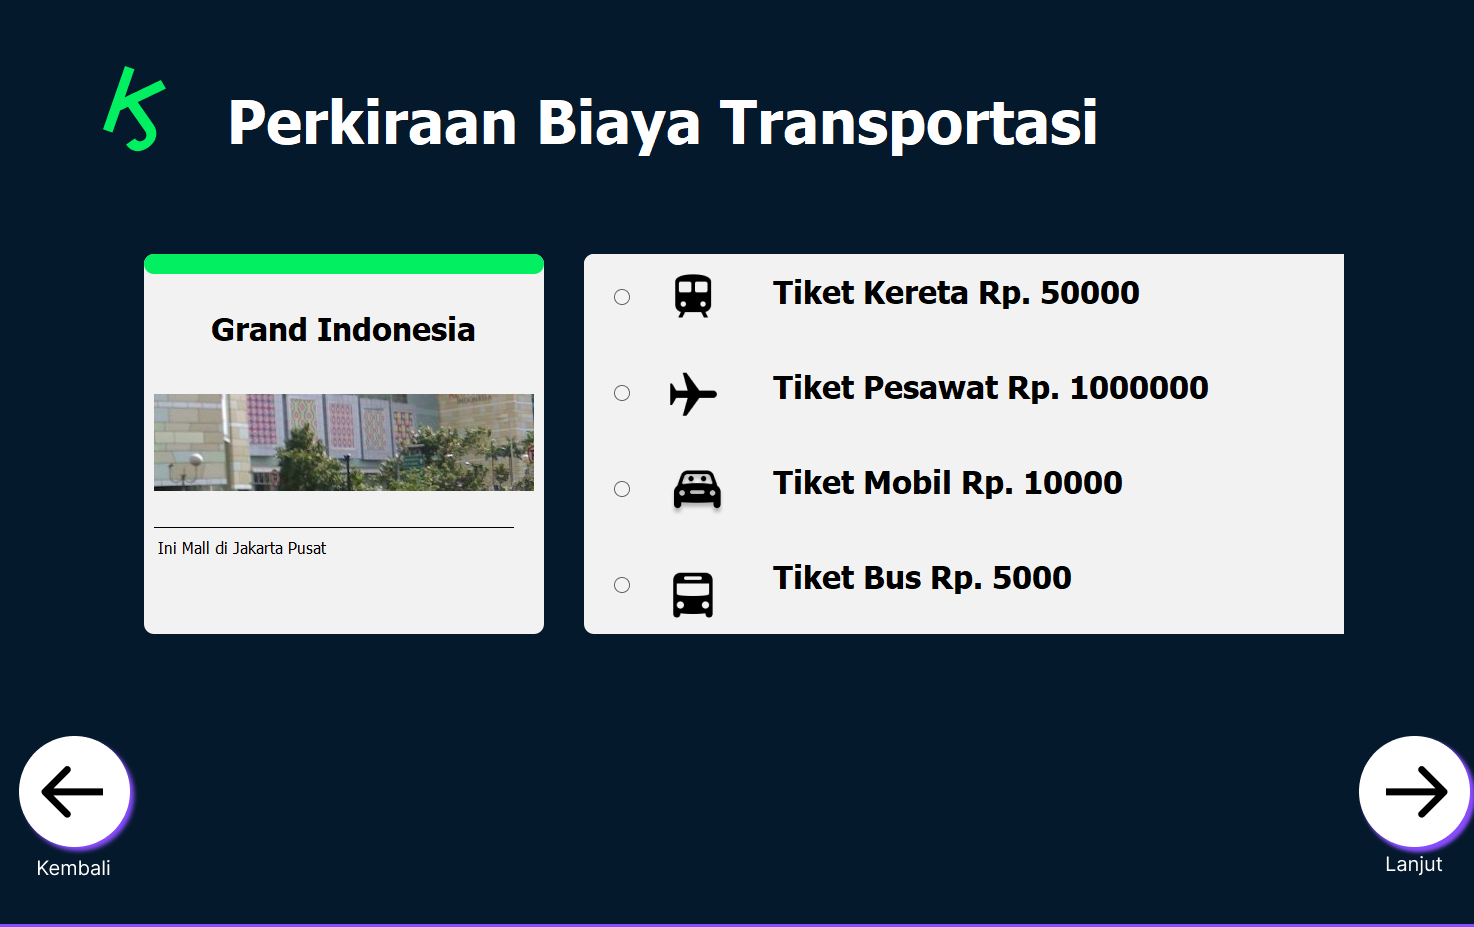 Perkiraan Biaya Transportasi
Grand Indonesia
Ini Mall di Jakarta Pusat
Tiket Kereta Rp. 50000
Tiket Pesawat Rp. 1000000
Tiket Mobil Rp. 10000
Tiket Bus Rp. 5000
Kembali
Lanjut